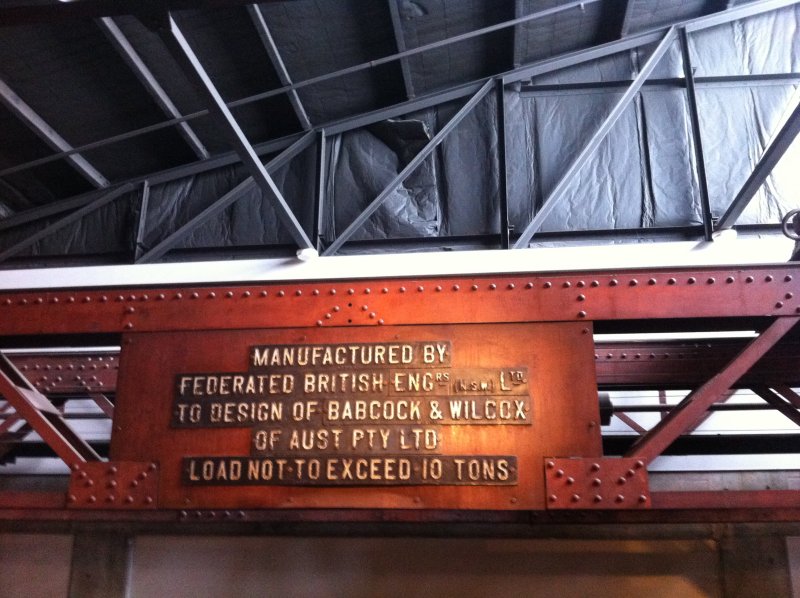 MANUFACTURED BY
FEDERATED BRITISH ENGRS (N.S.W.) LTD
TO DESIGN OF BABCOCK & WILCOX
OF AUST PTY LTD
LOAD NOT TO EXCEED 10 TONS